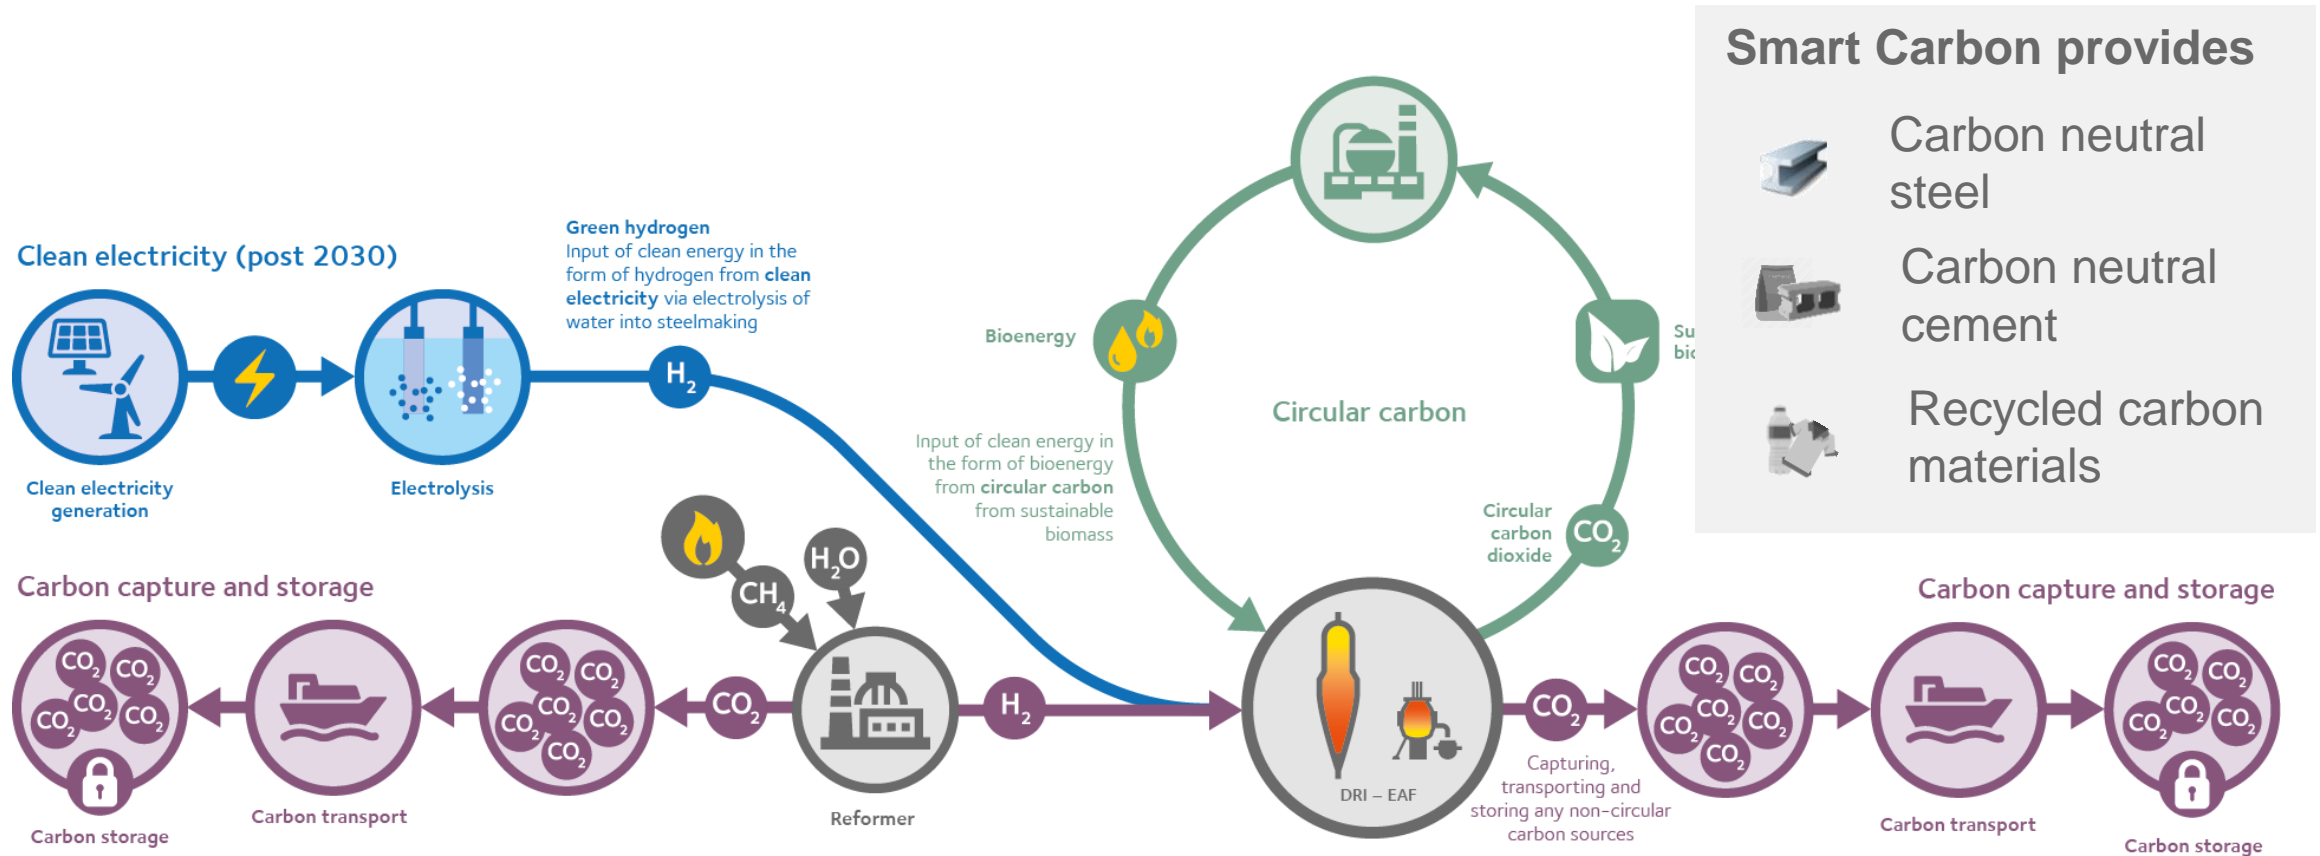 Smart Carbon provides
Carbon neutral
steel
Carbon neutral
cement
Recycled carbon
materials
Clean electricity (post 2030)
Green hydrogen
Input of clean energy in the
form of hydrogen from clean
electricity via electrolysis of
water into steelmaking
H₂
Clean electricity
generation
Electrolysis
Bioenergy
Circular carbon
Input of clean energy in
the form of bioenergy
from circular carbon
from sustainable
biomass
Circular
carbon
dioxide
CO₂
Carbon capture and storage
CH₄
H₂O
CO₂
CO₂
CO₂
CO₂
CO₂
Carbon storage
Carbon transport
CO₂
CO₂
CO₂
CO₂
CO₂
CO₂
CO₂
Reformer
H₂
DRI – EAF
CO₂
Capturing,
transporting and
storing any non-circular
carbon sources
Carbon capture and storage
CO₂
CO₂
CO₂
CO₂
CO₂
CO₂
Carbon transport
CO₂
CO₂
CO₂
CO₂
CO₂
Carbon storage